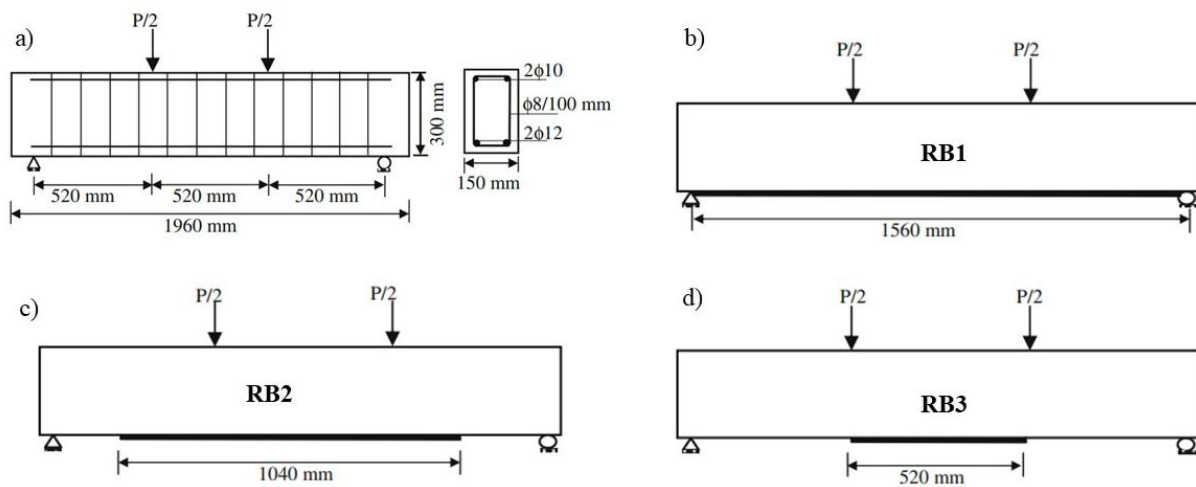 a)
P/2
P/2
300 mm
2ϕ10
ϕ8/100 mm
2ϕ12
520 mm
520 mm
520 mm
150 mm
1960 mm
b)
P/2
P/2
RB1
1560 mm
c)
P/2
P/2
RB2
1040 mm
d)
P/2
P/2
RB3
520 mm